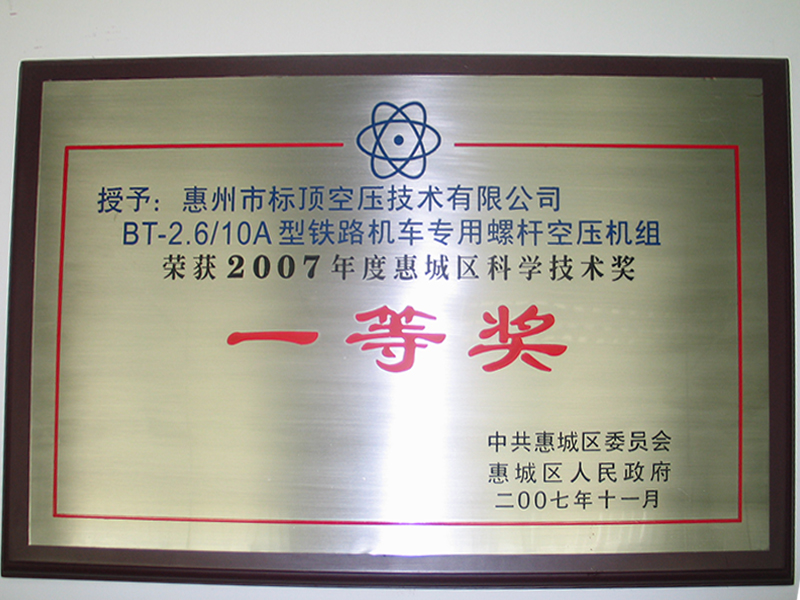 授予：惠州市标顶空压技术有限公司
BT-2.6/10A型铁路机车专用螺杆空压机组
荣获2007年度惠城区科学技术奖
一等奖
中共惠城区委员会
惠城区人民政府
二00七年十一月